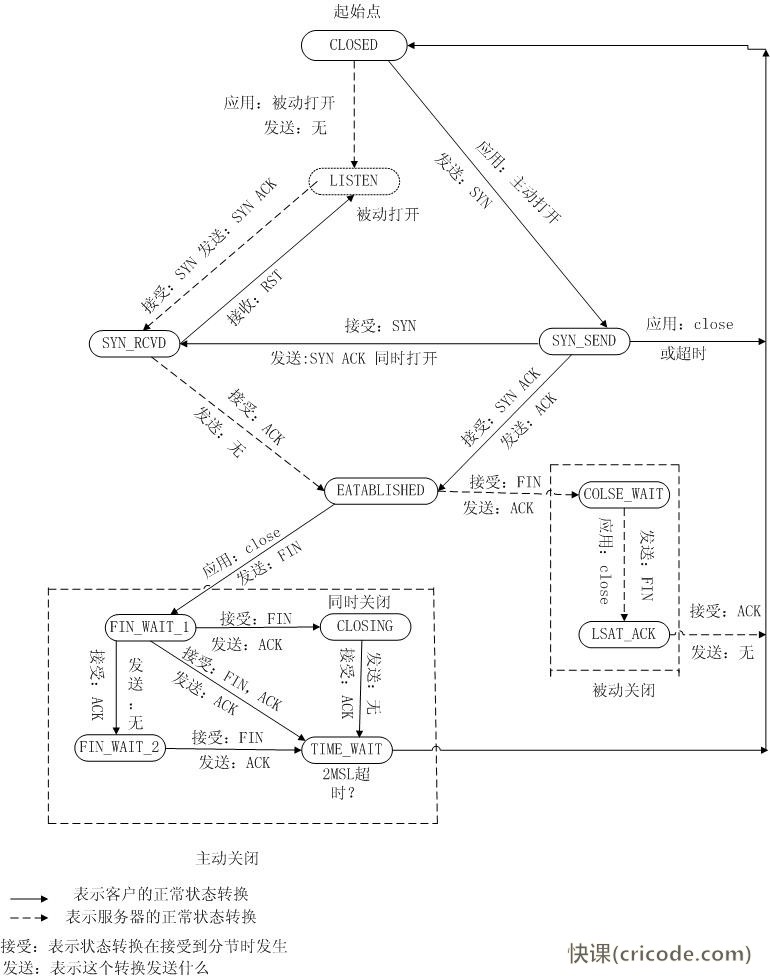 起始点
CLOSED
应用：被动打开
发送：无
应用：主动打开
发送：SYN
LISTEN
被动打开
接受：SYN 发送：SYN ACK
接收：RST
SYN_RCVD
接受：SYN
发送:SYN ACK 同时打开
SYN_SEND
应用：close
或超时
接受：ACK
发送：无
接受：SYN ACK
发送：ACK
EATABLISHED
接受：FIN
发送：ACK
COLSE_WAIT
应用：close
发送：FIN
应用：close
发送：FIN
同时关闭
FIN_WAIT_1
接受：FIN
发送：ACK
CLOSING
LSAT_ACK
接受：ACK
发送：无
被动关闭
接受：ACK
发送：无
接受：FIN，ACK
发送：ACK
接受：ACK
发送：无
FIN_WAIT_2
接受：FIN
发送：ACK
TIME_WAIT
2MSL超
时？
主动关闭
表示客户的正常状态转换
表示服务器的正常状态转换
接受：表示状态转换在接受到分节时发生
发送：表示这个转换发送什么
快课(cricode.com)